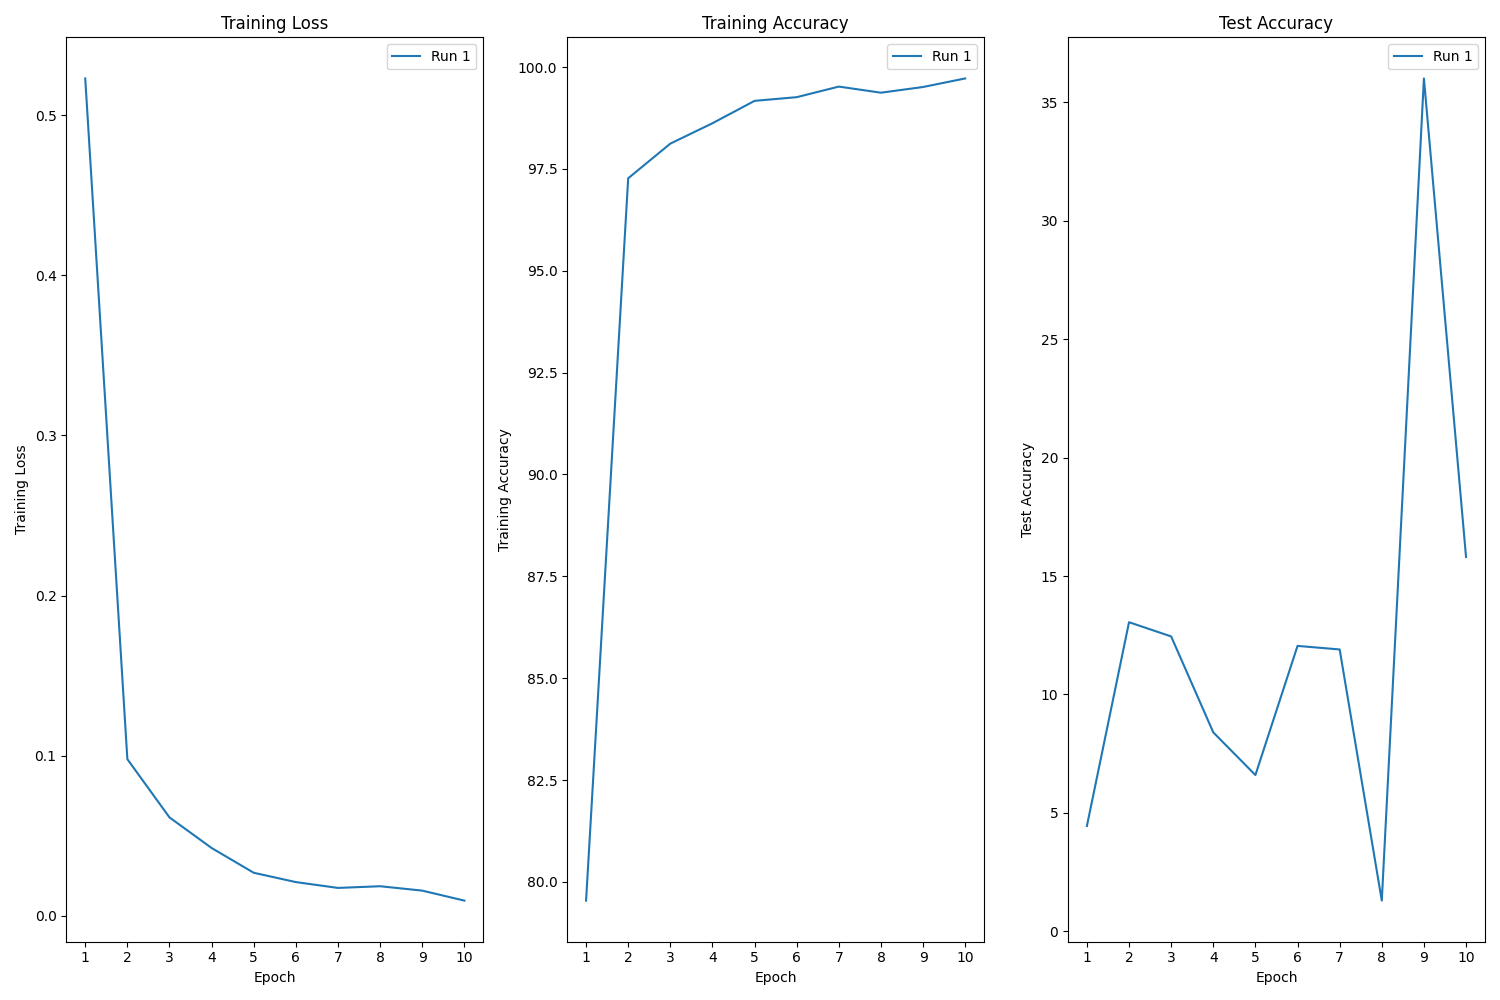 Training Loss
Run 1
0.5
0.4
0.3
0.2
0.1
0.0
Training Loss
1 2 3 4 5 6 7 8 9 10
Epoch
Training Accuracy
Run 1
100.0
97.5
95.0
92.5
90.0
87.5
85.0
82.5
80.0
Training Accuracy
1 2 3 4 5 6 7 8 9 10
Epoch
Test Accuracy
Run 1
35
30
25
20
15
10
5
0
Test Accuracy
1 2 3 4 5 6 7 8 9 10
Epoch